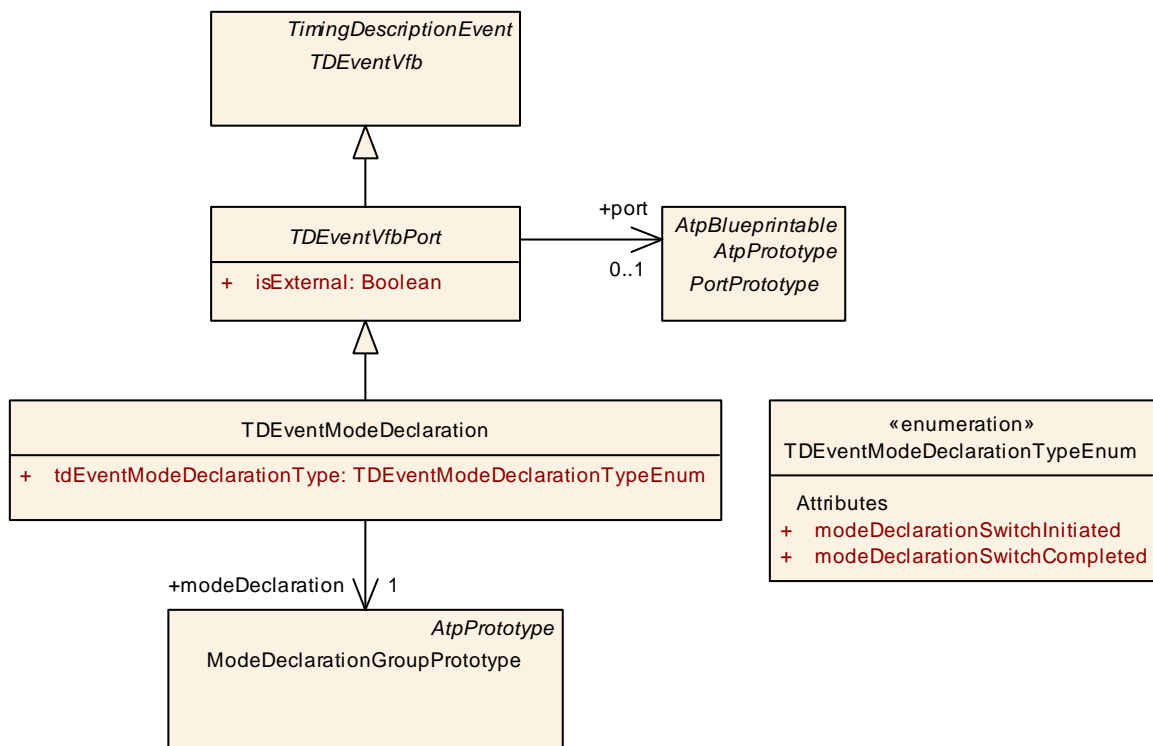 TimingDescriptionEvent
TDEventVfb
TDEventVfbPort
+ isExternal: Boolean
+port
0..1
AtpBlueprintable
AtpPrototype
PortPrototype
TDEventModeDeclaration
+ tdEventModeDeclarationType: TDEventModeDeclarationTypeEnum
«enumeration»
TDEventModeDeclarationTypeEnum
Attributes
+ modeDeclarationSwitchInitiated
+ modeDeclarationSwitchCompleted
+modeDeclaration 1
AtpPrototype
ModeDeclarationGroupPrototype